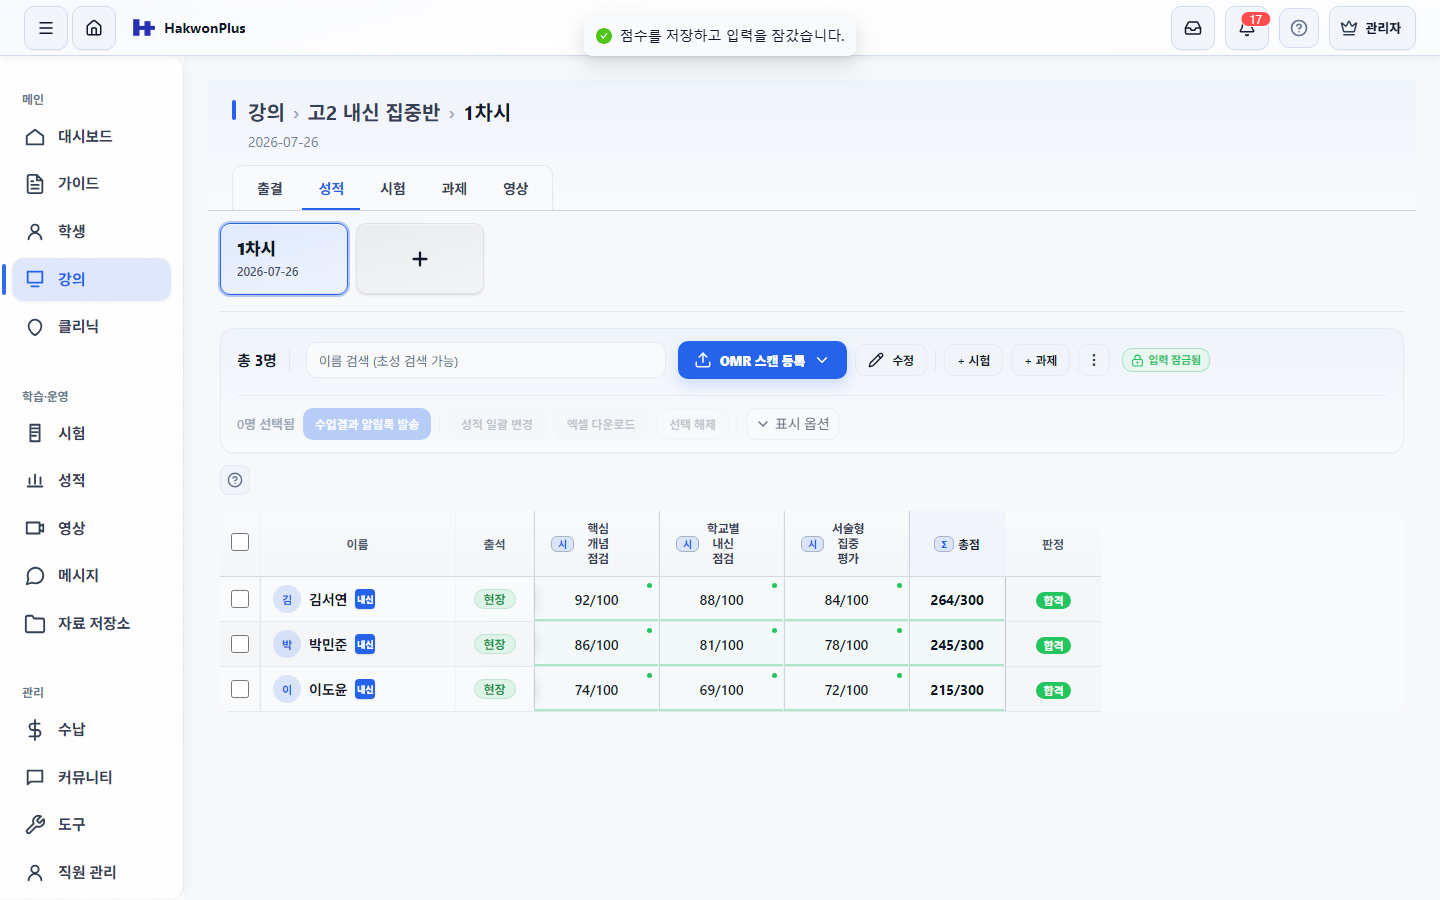 HakwonPlus
점수를 저장하고 입력을 잠갔습니다.
17
관리자
메인
대시보드
가이드
학생
강의
클리닉
학습·운영
시험
성적
영상
메시지
자료 저장소
관리
수납
커뮤니티
도구
직원 관리
강의 › 고2 내신 집중반 › 1차시
2026-07-26
출결 성적 시험 과제 영상
1차시
2026-07-26
+
총 3명 이름 검색 (초성 검색 가능) OMR 스캔 등록 수정 + 시험 + 과제 입력 잠금됨
0명 선택됨 수업결과 알림톡 발송 성적 일괄 변경 엑셀 다운로드 선택 해제 표시 옵션
?
이름 출석 시 핵심 개념 점검 시 학교별 내신 점검 시 서술형 집중 평가 Σ 총점 판정
김 김서연 내신 현장 92/100 88/100 84/100 264/300 합격
박 박민준 내신 현장 86/100 81/100 78/100 245/300 합격
이 이도윤 내신 현장 74/100 69/100 72/100 215/300 합격